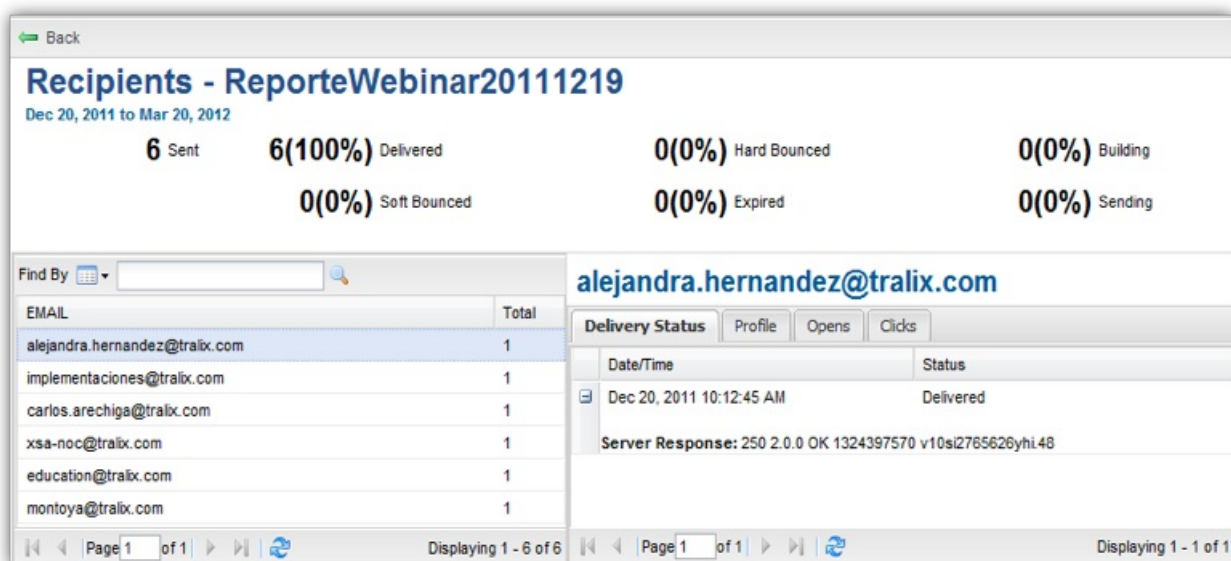 Back
Recipients - ReporteWebinar20111219
Dec 20, 2011 to Mar 20, 2012
6 Sent 6(100%) Delivered 0(0%) Hard Bounced 0(0%) Building
0(0%) Soft Bounced 0(0%) Expired 0(0%) Sending
Find By
EMAIL Total
alejandra.hernandez@tralix.com 1
implementaciones@tralix.com 1
carlos.arechiga@tralix.com 1
xsa-noc@tralix.com 1
education@tralix.com 1
montoya@tralix.com 1
Page 1 of 1 Displaying 1 - 6 of 6
alejandra.hernandez@tralix.com
Delivery Status Profile Opens Clicks
Date/Time Status
Dec 20, 2011 10:12:45 AM Delivered
Server Response: 250 2.0.0 OK 1324397570 v10si2765626yhi.48
Page 1 of 1 Displaying 1 - 1 of 1